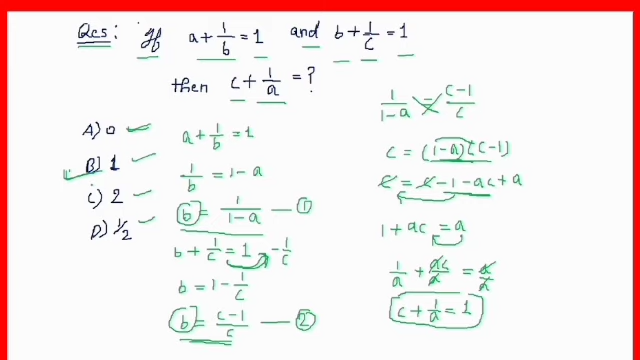 Qcs: If a + 1/b = 1 and b + 1/c = 1
then c + 1/a = ?
A) 0
B) 1
C) 2
D) 1/2
a + 1/b = 1
1/b = 1 - a
b = 1/(1-a) — ①
b + 1/c = 1 - 1/c
b = 1 - 1/c
b = (c-1)/c — ②
1/(1-a) = (c-1)/c
c = (1-a)(c-1)
c = c - 1 - ac + a
1 + ac = a
1/a + ac/a = a/a
c + 1/a = 1